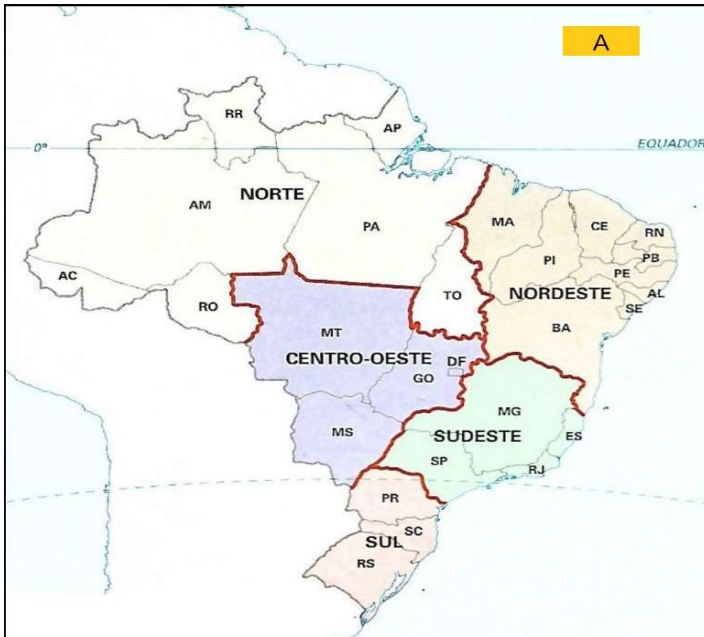 A
RR
AP
0°
EQUADOR
AM
NORTE
PA
MA
CE
RN
PI
PB
PE
AC
AL
RO
TO
NORDESTE
SE
MT
BA
CENTRO-OESTE
DF
GO
MG
MS
SUDESTE
ES
SP
RJ
PR
SC
SUL
RS